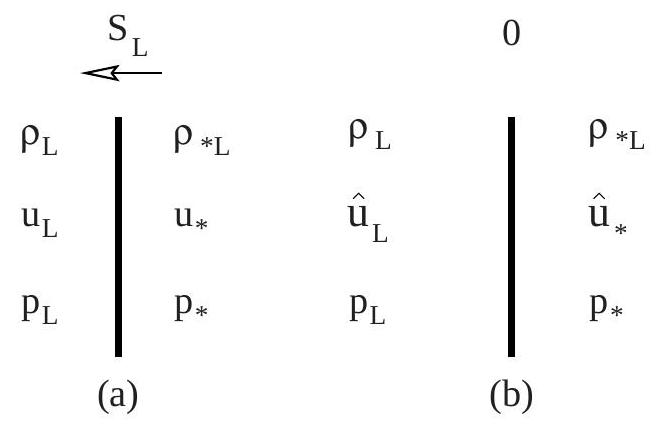 S_L 0
ρ_L ρ_*L ρ_L ρ_*L
u_L u_* û_L û_*
p_L p_* p_L p_*
(a) (b)